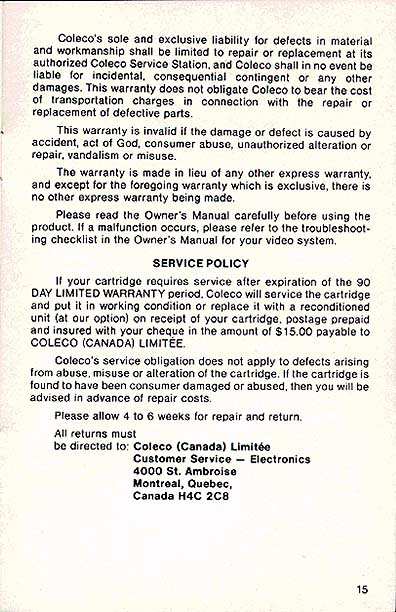 Coleco's sole and exclusive liability for defects in material
and workmanship shall be limited to repair or replacement at its
authorized Coleco Service Station, and Coleco shall in no event be
liable for incidental, consequential contingent or any other
damages. This warranty does not obligate Coleco to bear the cost
of transportation charges in connection with the repair or
replacement of defective parts.
This warranty is invalid if the damage or defect is caused by
accident, act of God, consumer abuse, unauthorized alteration or
repair, vandalism or misuse.
The warranty is made in lieu of any other express warranty,
and except for the foregoing warranty which is exclusive, there is
no other express warranty being made.
Please read the Owner's Manual carefully before using the
product. If a malfunction occurs, please refer to the troubleshoot-
ing checklist in the Owner's Manual for your video system.
SERVICE POLICY
If your cartridge requires service after expiration of the 90
DAY LIMITED WARRANTY period, Coleco will service the cartridge
and put it in working condition or replace it with a reconditioned
unit (at our option) on receipt of your cartridge, postage prepaid
and insured with your cheque in the amount of $15.00 payable to
COLECO (CANADA) LIMITÉE.
Coleco's service obligation does not apply to defects arising
from abuse, misuse or alteration of the cartridge. If the cartridge is
found to have been consumer damaged or abused, then you will be
advised in advance of repair costs.
Please allow 4 to 6 weeks for repair and return.
All returns must
be directed to: Coleco (Canada) Limitée
Customer Service — Electronics
4000 St. Ambroise
Montreal, Quebec,
Canada H4C 2C8
15